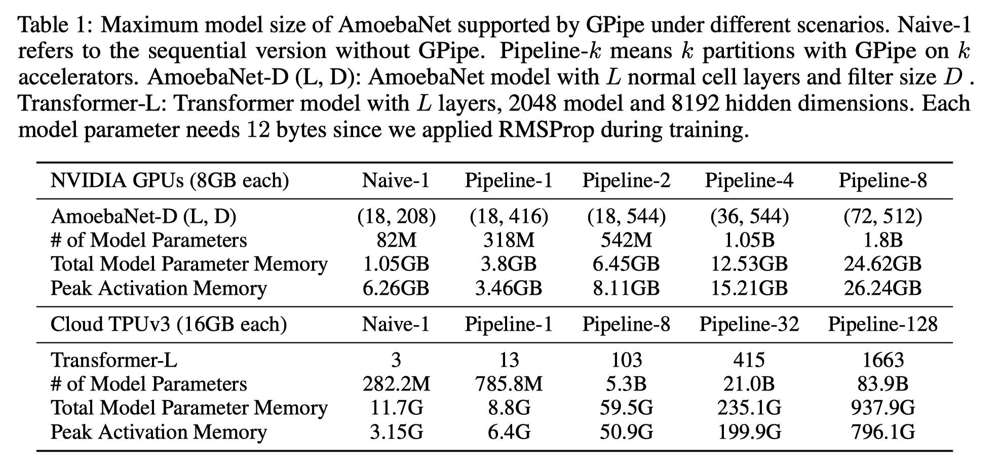 Table 1: Maximum model size of AmoebaNet supported by GPipe under different scenarios. Naive-1
refers to the sequential version without GPipe. Pipeline-k means k partitions with GPipe on k
accelerators. AmoebaNet-D (L, D): AmoebaNet model with L normal cell layers and filter size D .
Transformer-L: Transformer model with L layers, 2048 model and 8192 hidden dimensions. Each
model parameter needs 12 bytes since we applied RMSProp during training.
NVIDIA GPUs (8GB each) Naive-1 Pipeline-1 Pipeline-2 Pipeline-4 Pipeline-8
AmoebaNet-D (L, D) (18, 208) (18, 416) (18, 544) (36, 544) (72, 512)
# of Model Parameters 82M 318M 542M 1.05B 1.8B
Total Model Parameter Memory 1.05GB 3.8GB 6.45GB 12.53GB 24.62GB
Peak Activation Memory 6.26GB 3.46GB 8.11GB 15.21GB 26.24GB
Cloud TPUv3 (16GB each) Naive-1 Pipeline-1 Pipeline-8 Pipeline-32 Pipeline-128
Transformer-L 3 13 103 415 1663
# of Model Parameters 282.2M 785.8M 5.3B 21.0B 83.9B
Total Model Parameter Memory 11.7G 8.8G 59.5G 235.1G 937.9G
Peak Activation Memory 3.15G 6.4G 50.9G 199.9G 796.1G